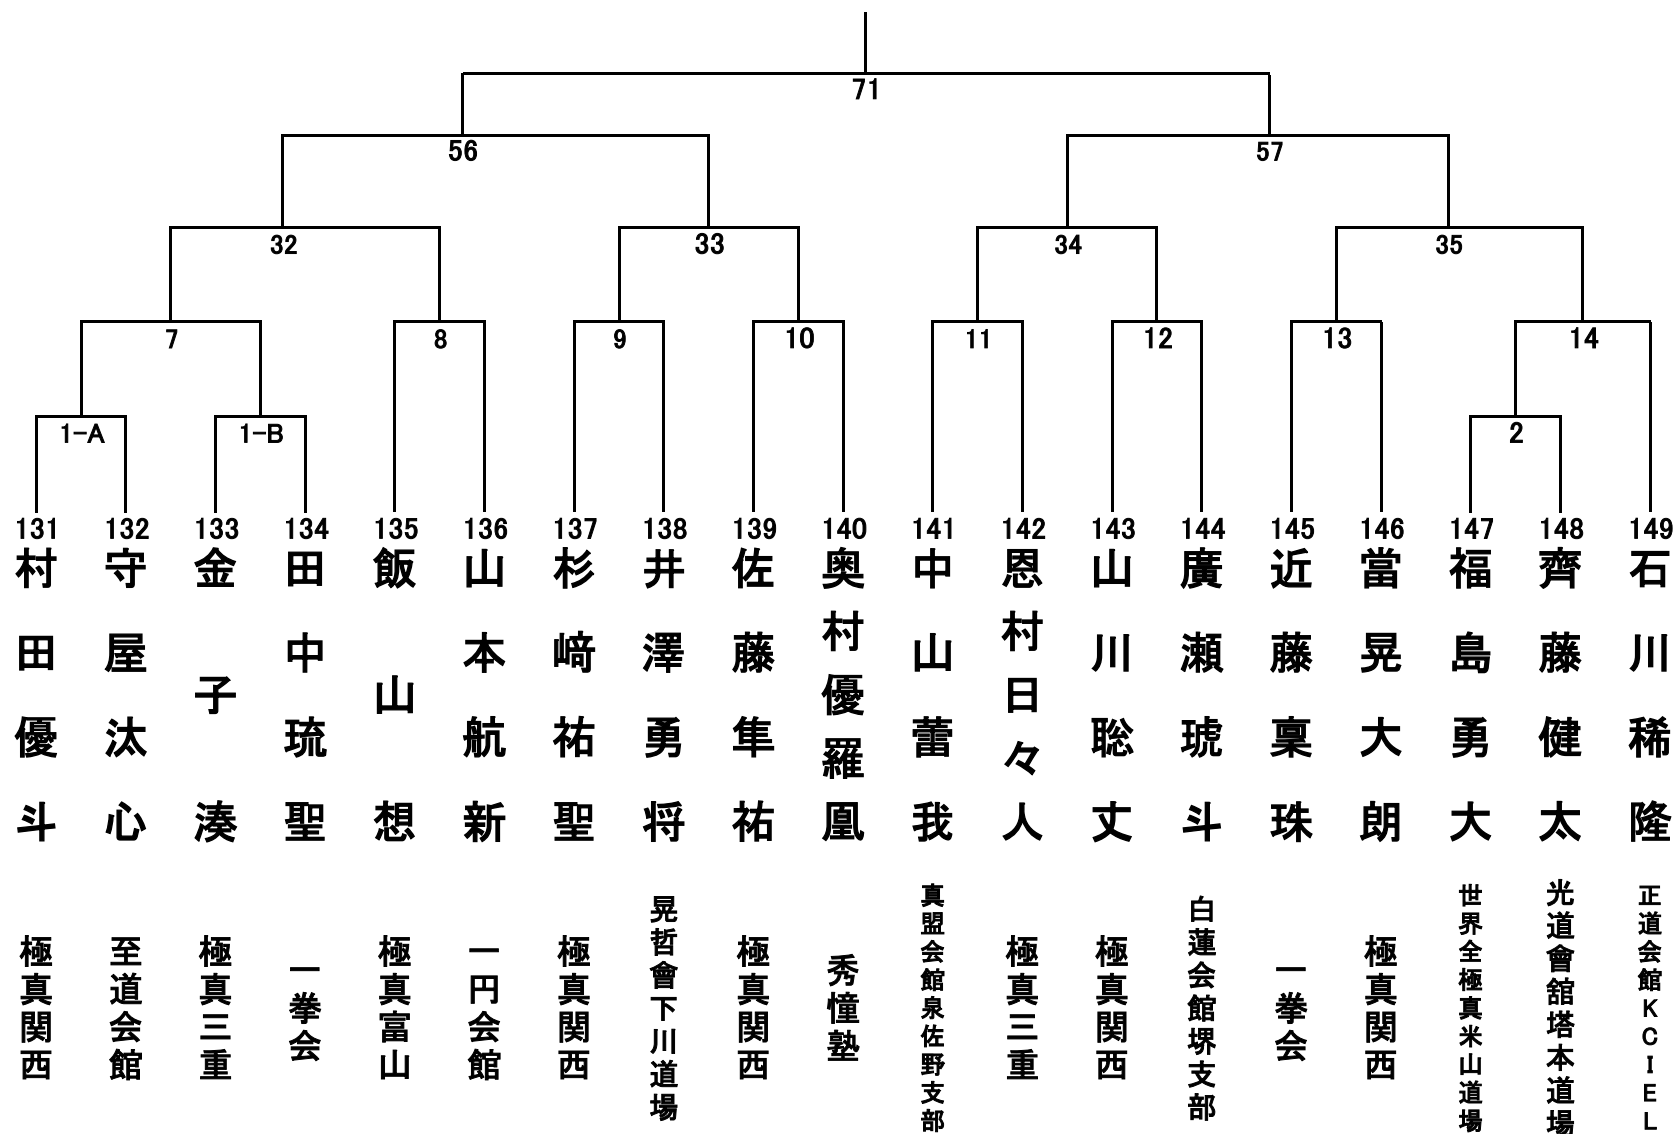 71
56
57
32
33
34
35
7
8
9
10
11
12
13
14
1-A
1-B
2
131
村田優斗
極真関西
132
守屋汰心
至道会館
133
金子湊
極真三重
134
田中琉聖
一拳会
135
飯山想
極真富山
136
山本航新
一円会館
137
杉﨑祐聖
極真関西
138
井澤勇将
晃哲會下川道場
139
佐藤隼祐
極真関西
140
奥村優羅凰
秀憧塾
141
中山蕾我
真盟会館泉佐野支部
142
恩村日々人
極真三重
143
山川聡丈
極真関西
144
廣瀬琥斗
白蓮会館堺支部
145
近藤稟珠
一拳会
146
當晃大朗
極真関西
147
福島勇大
世界全極真米山道場
148
齊藤健太
光道會舘塔本道場
149
石川稀隆
正道会館KCIEL